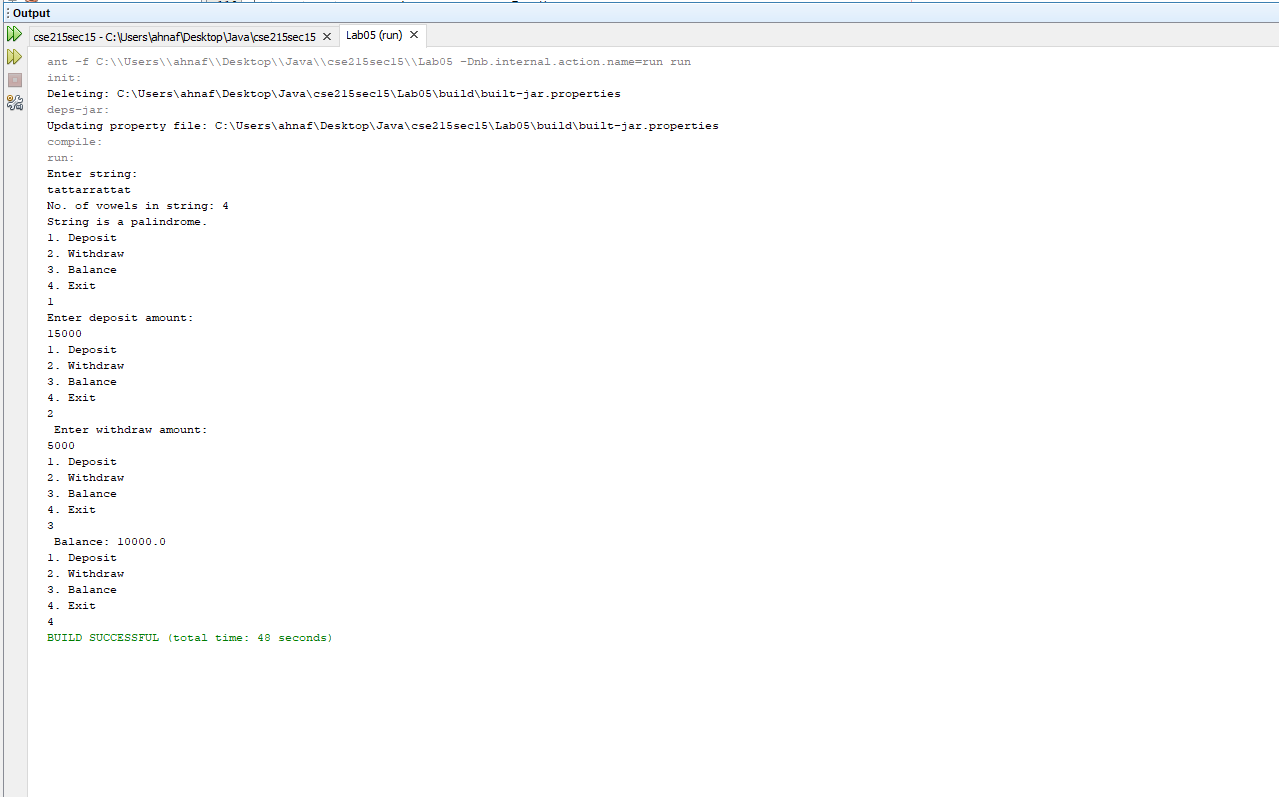 Output
cse215sec15 - C:\Users\ahnaf\Desktop\Java\cse215sec15 Lab05 (run)
ant -f C:\\Users\\ahnaf\\Desktop\\Java\\cse215sec15\\Lab05 -Dnb.internal.action.name=run run
init:
Deleting: C:\Users\ahnaf\Desktop\Java\cse215sec15\Lab05\build\built-jar.properties
deps-jar:
Updating property file: C:\Users\ahnaf\Desktop\Java\cse215sec15\Lab05\build\built-jar.properties
compile:
run:
Enter string:
tattarrattat
No. of vowels in string: 4
String is a palindrome.
1. Deposit
2. Withdraw
3. Balance
4. Exit
1
Enter deposit amount:
15000
1. Deposit
2. Withdraw
3. Balance
4. Exit
2
 Enter withdraw amount:
5000
1. Deposit
2. Withdraw
3. Balance
4. Exit
3
 Balance: 10000.0
1. Deposit
2. Withdraw
3. Balance
4. Exit
4
BUILD SUCCESSFUL (total time: 48 seconds)